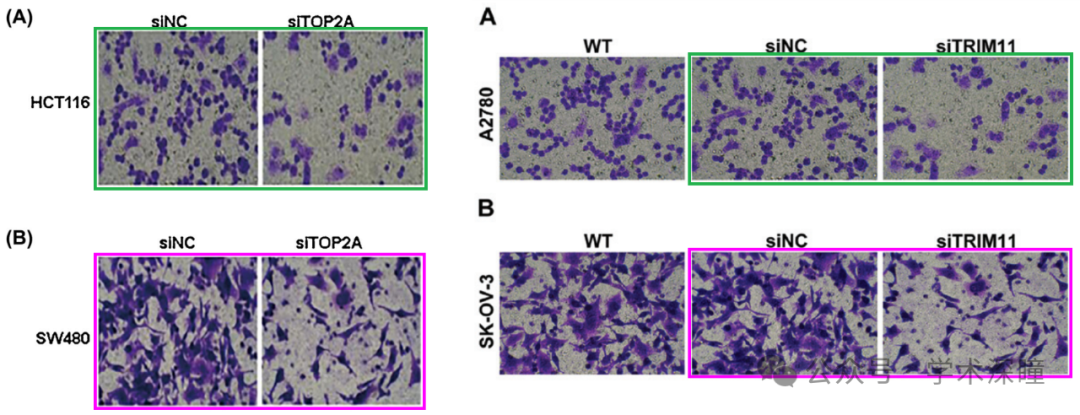 (A)
siNC siTOP2A
HCT116
(B)
siNC siTOP2A
SW480
A
WT siNC siTRIM11
A2780
B
WT siNC siTRIM11
SK-OV-3
公众号 · 学术深瞳